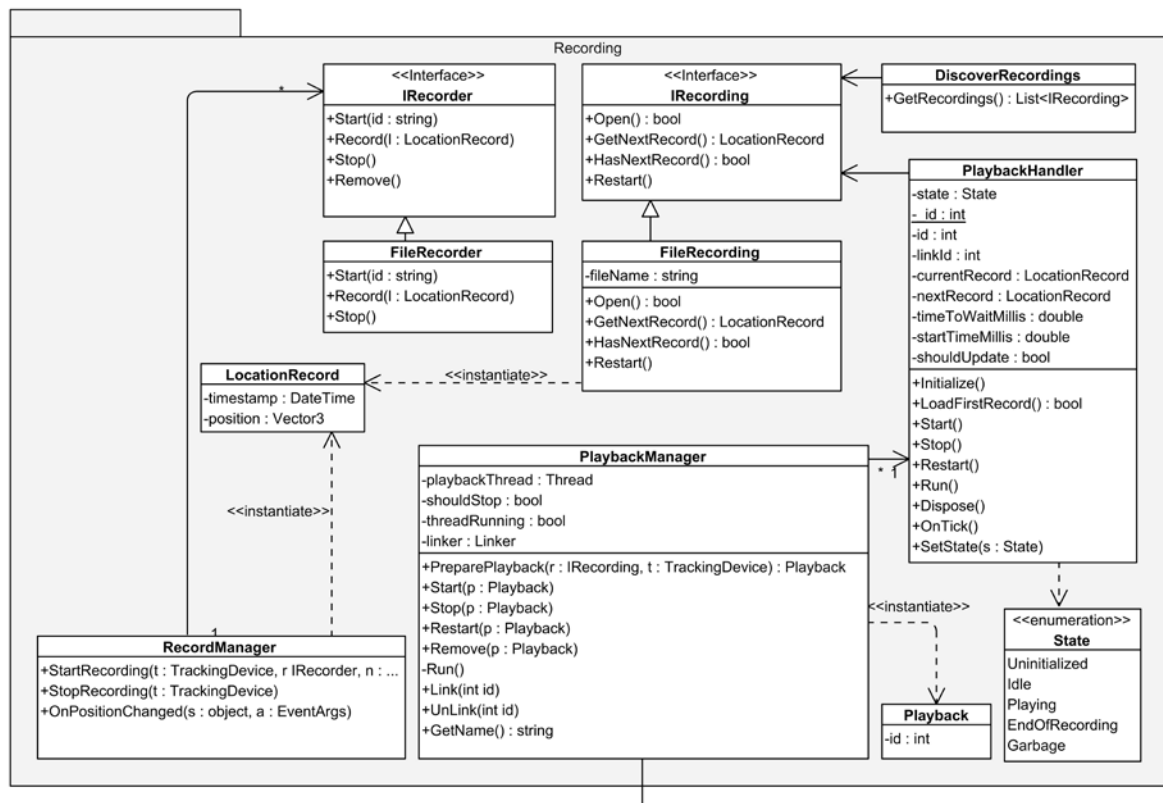 Recording
<<Interface>>
IRecorder
+Start(id : string)
+Record(l : LocationRecord)
+Stop()
+Remove()
<<Interface>>
IRecording
+Open() : bool
+GetNextRecord() : LocationRecord
+HasNextRecord() : bool
+Restart()
DiscoverRecordings
+GetRecordings() : List<IRecording>
*
FileRecorder
+Start(id : string)
+Record(l : LocationRecord)
+Stop()
FileRecording
-fileName : string
+Open() : bool
+GetNextRecord() : LocationRecord
+HasNextRecord() : bool
+Restart()
PlaybackHandler
-state : State
-_id : int
-id : int
-linkId : int
-currentRecord : LocationRecord
-nextRecord : LocationRecord
-timeToWaitMillis : double
-startTimeMillis : double
-shouldUpdate : bool
+Initialize()
+LoadFirstRecord() : bool
+Start()
+Stop()
+Restart()
+Run()
+Dispose()
+OnTick()
+SetState(s : State)
<<instantiate>>
LocationRecord
-timestamp : DateTime
-position : Vector3
<<instantiate>>
PlaybackManager
-playbackThread : Thread
-shouldStop : bool
-threadRunning : bool
-linker : Linker
+PreparePlayback(r : IRecording, t : TrackingDevice) : Playback
+Start(p : Playback)
+Stop(p : Playback)
+Restart(p : Playback)
+Remove(p : Playback)
-Run()
+Link(int id)
+UnLink(int id)
+GetName() : string
* 1
<<instantiate>>
1
RecordManager
+StartRecording(t : TrackingDevice, r IRecorder, n : ...
+StopRecording(t : TrackingDevice)
+OnPositionChanged(s : object, a : EventArgs)
Playback
-id : int
<<enumeration>>
State
Uninitialized
Idle
Playing
EndOfRecording
Garbage